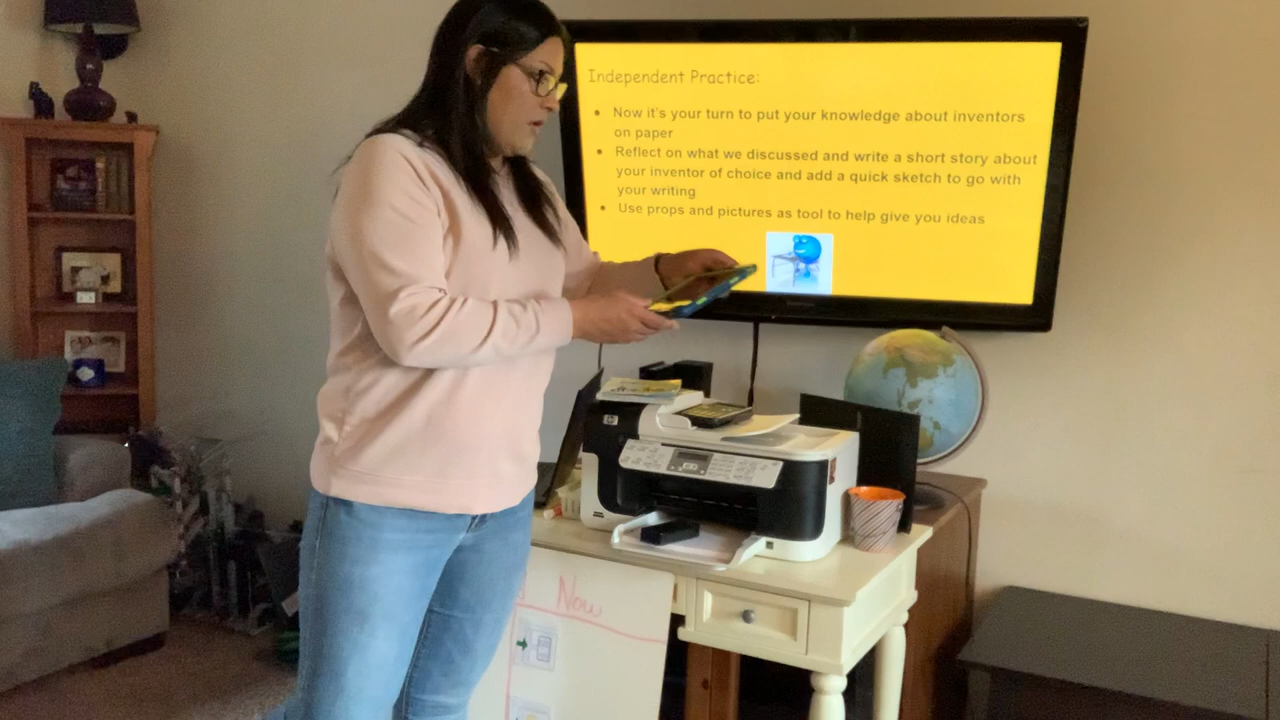 Independent Practice:
• Now it's your turn to put your knowledge about inventors
on paper
• Reflect on what we discussed and write a short story about
your inventor of choice and add a quick sketch to go with
your writing
• Use props and pictures as tool to help give you ideas
hp
Now